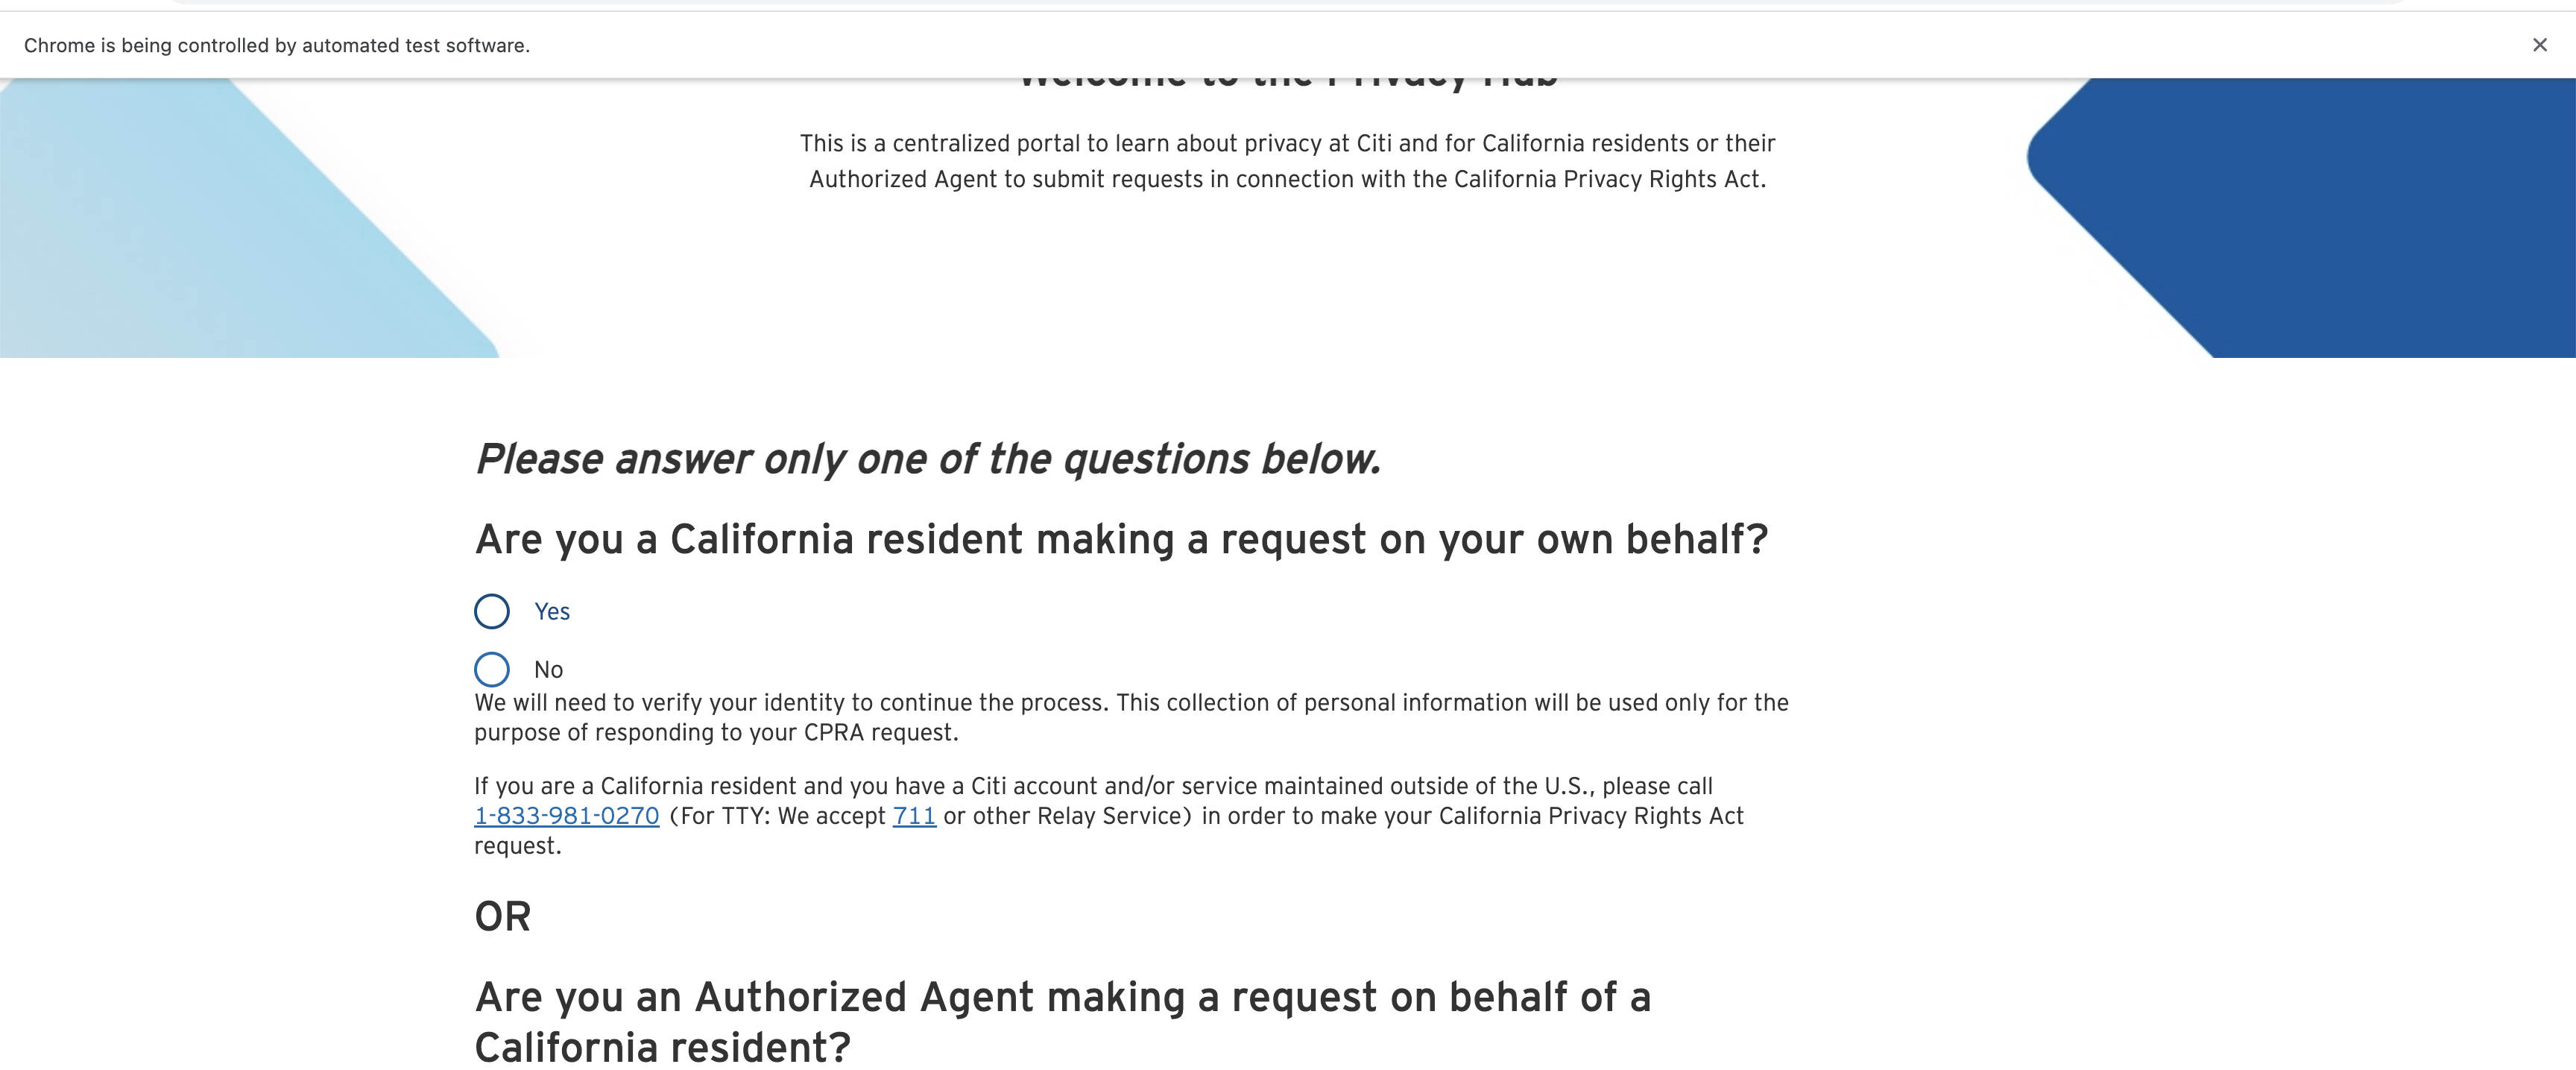 Chrome is being controlled by automated test software.
Welcome to the Privacy Hub
This is a centralized portal to learn about privacy at Citi and for California residents or their
Authorized Agent to submit requests in connection with the California Privacy Rights Act.
Please answer only one of the questions below.
Are you a California resident making a request on your own behalf?
Yes
No
We will need to verify your identity to continue the process. This collection of personal information will be used only for the
purpose of responding to your CPRA request.
If you are a California resident and you have a Citi account and/or service maintained outside of the U.S., please call
1-833-981-0270 (For TTY: We accept 711 or other Relay Service) in order to make your California Privacy Rights Act
request.
OR
Are you an Authorized Agent making a request on behalf of a
California resident?